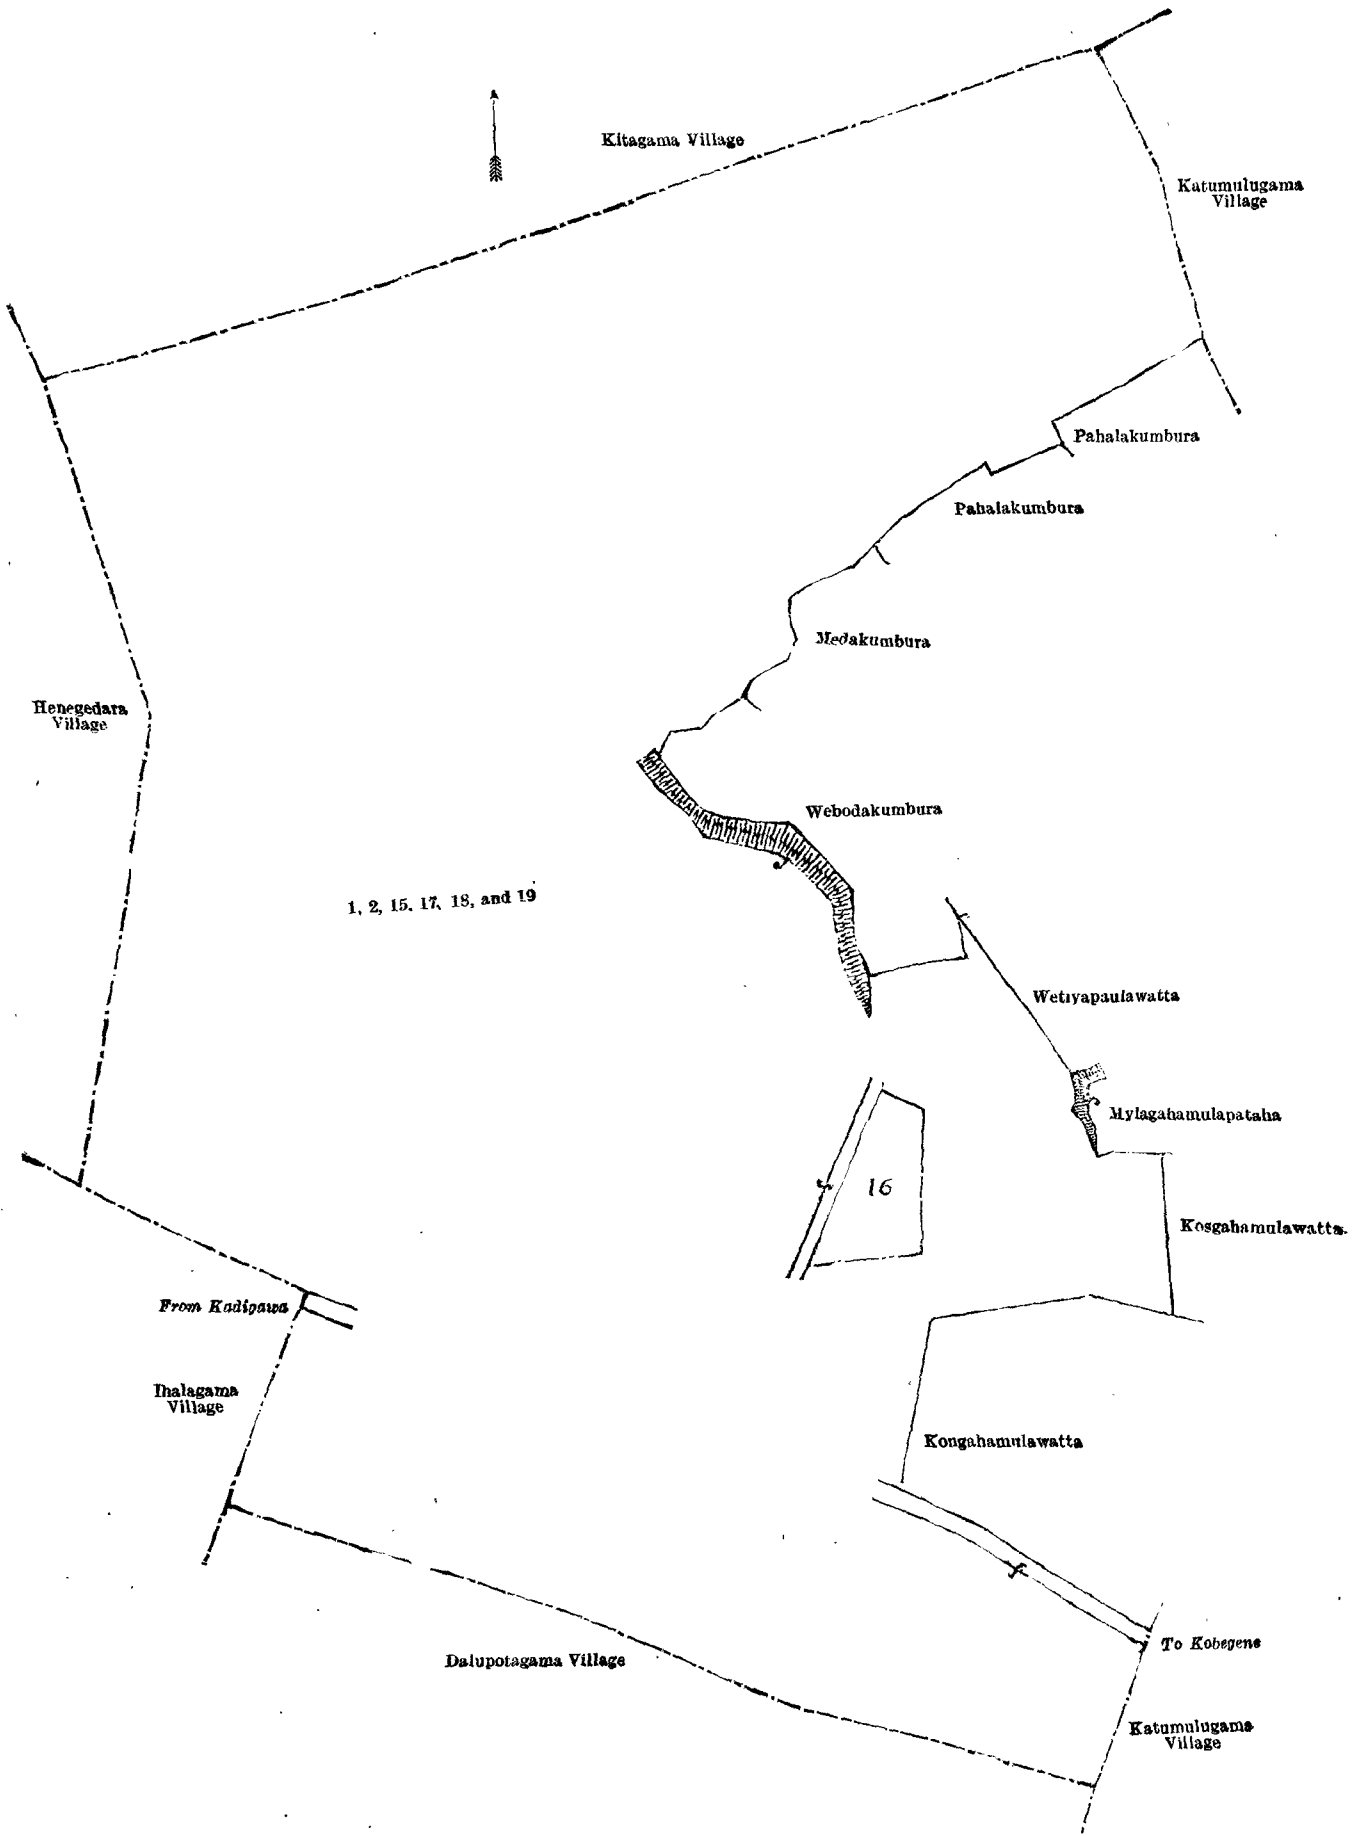 Kitagama Village
Katumulugama
Village
Pahalakumbura
Pahalakumbura
Medakumbura
Henegedara
Village
Webodakumbura
1, 2, 15. 17, 18, and 19
Wetiyapaulawatta
Mylagahamulapataha
16
Kosgahamulawatta
From Kadigawa
Ihalagama
Village
Kongahamulawatta
To Kobegene
Dalupotagama Village
Katumulugama
Village